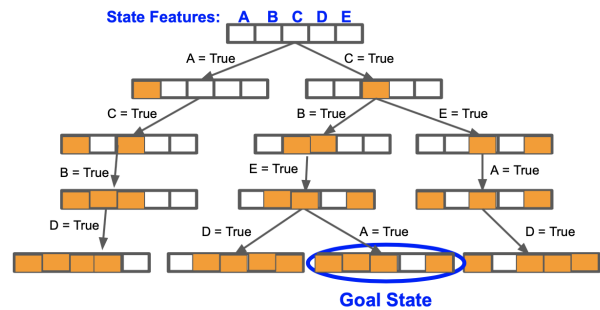 State Features: A B C D E
A = True
C = True
C = True
B = True
E = True
B = True
E = True
A = True
D = True
D = True
A = True
D = True
Goal State